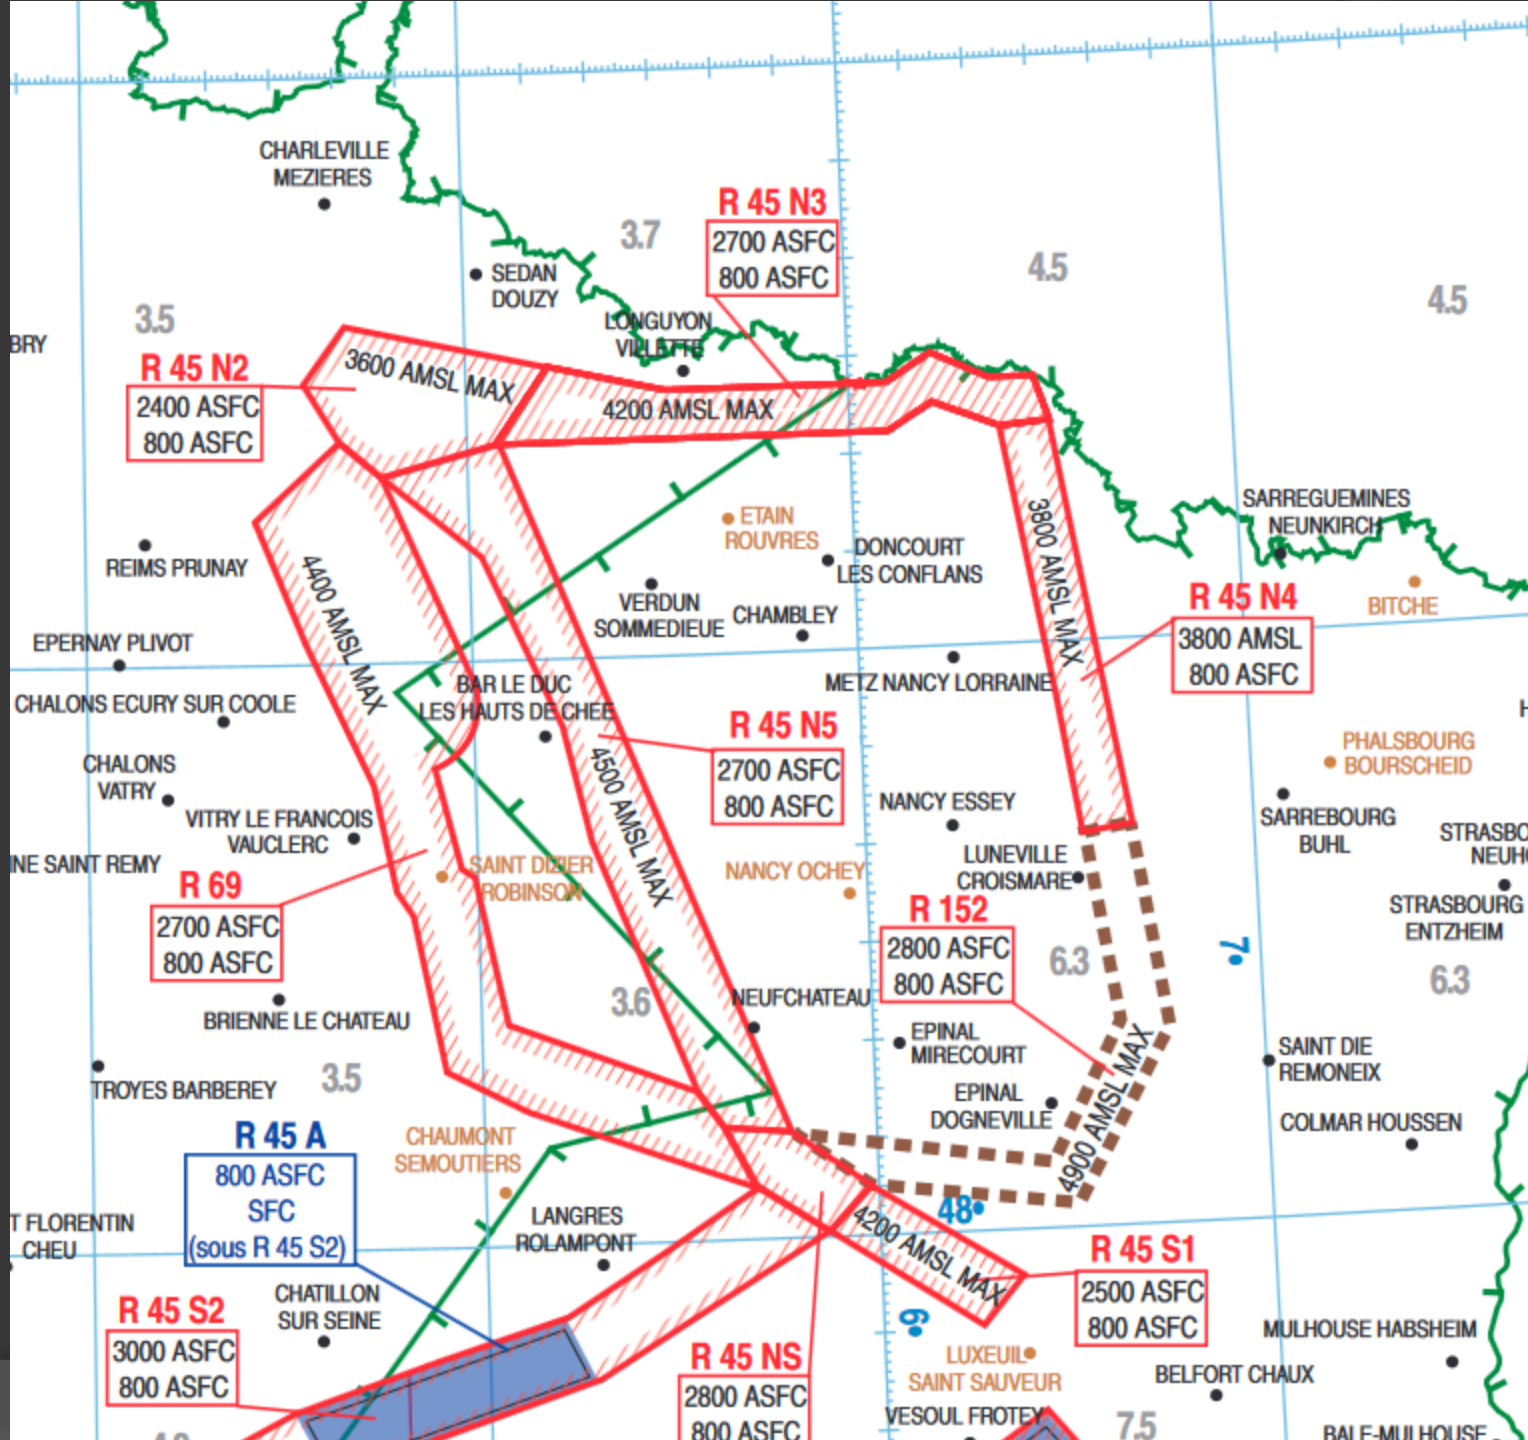 CHARLEVILLE
MEZIERES
R 45 N3
2700 ASFC
800 ASFC
3.7
4.5
SEDAN
DOUZY
4.5
3.5
LONGUYON
VILLETTE
BRY
R 45 N2
2400 ASFC
800 ASFC
3600 AMSL MAX
4200 AMSL MAX
SARREGUEMINES
NEUNKIRCH
ETAIN
ROUVRES
3800 AMSL MAX
DONCOURT
LES CONFLANS
REIMS PRUNAY
4400 AMSL MAX
BITCHE
R 45 N4
3800 AMSL
800 ASFC
VERDUN
SOMMEDIEUE
CHAMBLEY
EPERNAY PLIVOT
METZ NANCY LORRAINE
BAR LE DUC
LES HAUTS DE CHEE
CHALONS ECURY SUR COOLE
H
R 45 N5
2700 ASFC
800 ASFC
PHALSBOURG
BOURSCHEID
CHALONS
VATRY
4500 AMSL MAX
NANCY ESSEY
VITRY LE FRANCOIS
VAUCLERC
SARREBOURG
BUHL
STRASBO
NEUHO
INE SAINT REMY
SAINT DIZIER
ROBINSON
NANCY OCHEY
LUNEVILLE
CROISMARE
R 69
2700 ASFC
800 ASFC
R 152
2800 ASFC
800 ASFC
STRASBOURG
ENTZHEIM
7°
6.3
6.3
3.6
NEUFCHATEAU
BRIENNE LE CHATEAU
EPINAL
MIRECOURT
SAINT DIE
REMONEIX
TROYES BARBEREY
3.5
EPINAL
DOGNEVILLE
4900 AMSL MAX
COLMAR HOUSSEN
R 45 A
800 ASFC
SFC
(sous R 45 S2)
CHAUMONT
SEMOUTIERS
T FLORENTIN
CHEU
LANGRES
ROLAMPONT
48°
4200 AMSL MAX
R 45 S1
2500 ASFC
800 ASFC
CHATILLON
SUR SEINE
R 45 S2
3000 ASFC
800 ASFC
6°
MULHOUSE HABSHEIM
R 45 NS
2800 ASFC
800 ASFC
LUXEUIL
SAINT SAUVEUR
BELFORT CHAUX
VESOUL FROTEY
7.5
BALE-MULHOUSE